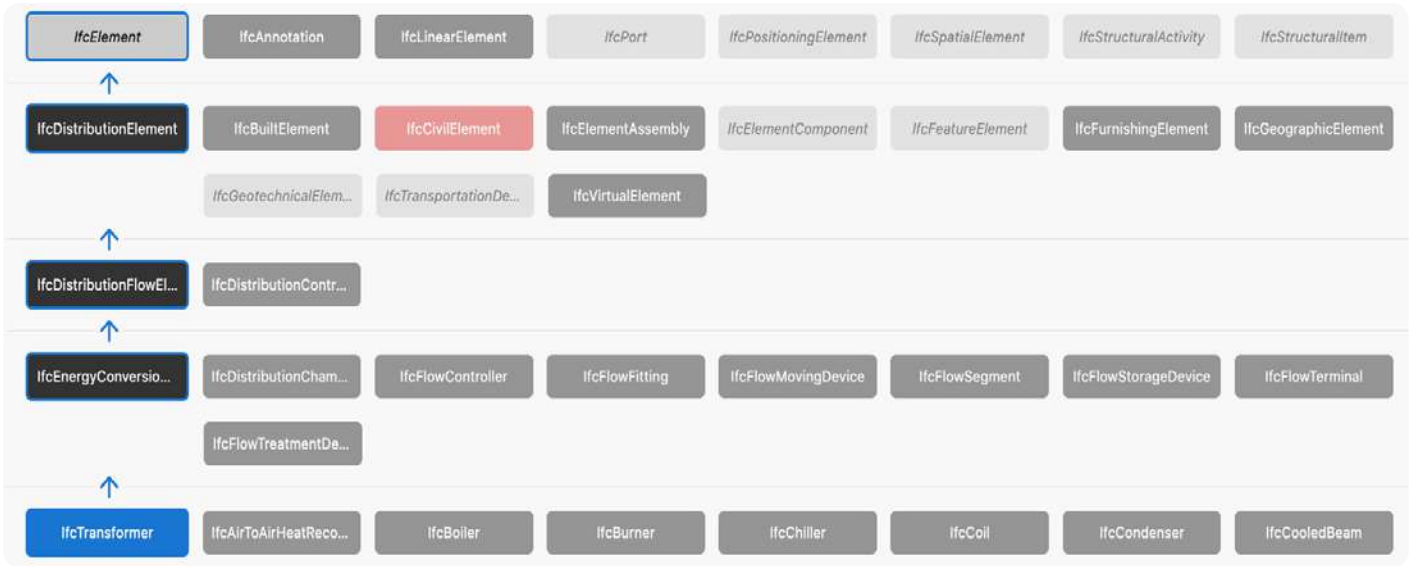 IfcElement IfcAnnotation IfcLinearElement IfcPort IfcPositioningElement IfcSpatialElement IfcStructuralActivity IfcStructuralItem
IfcDistributionElement IfcBuiltElement IfcCivilElement IfcElementAssembly IfcElementComponent IfcFeatureElement IfcFurnishingElement IfcGeographicElement
IfcGeotechnicalElem... IfcTransportationDe... IfcVirtualElement
IfcDistributionFlowEl... IfcDistributionContr...
IfcEnergyConversio... IfcDistributionCham... IfcFlowController IfcFlowFitting IfcFlowMovingDevice IfcFlowSegment IfcFlowStorageDevice IfcFlowTerminal
IfcFlowTreatmentDe...
IfcTransformer IfcAirToAirHeatReco... IfcBoiler IfcBurner IfcChiller IfcCoil IfcCondenser IfcCooledBeam